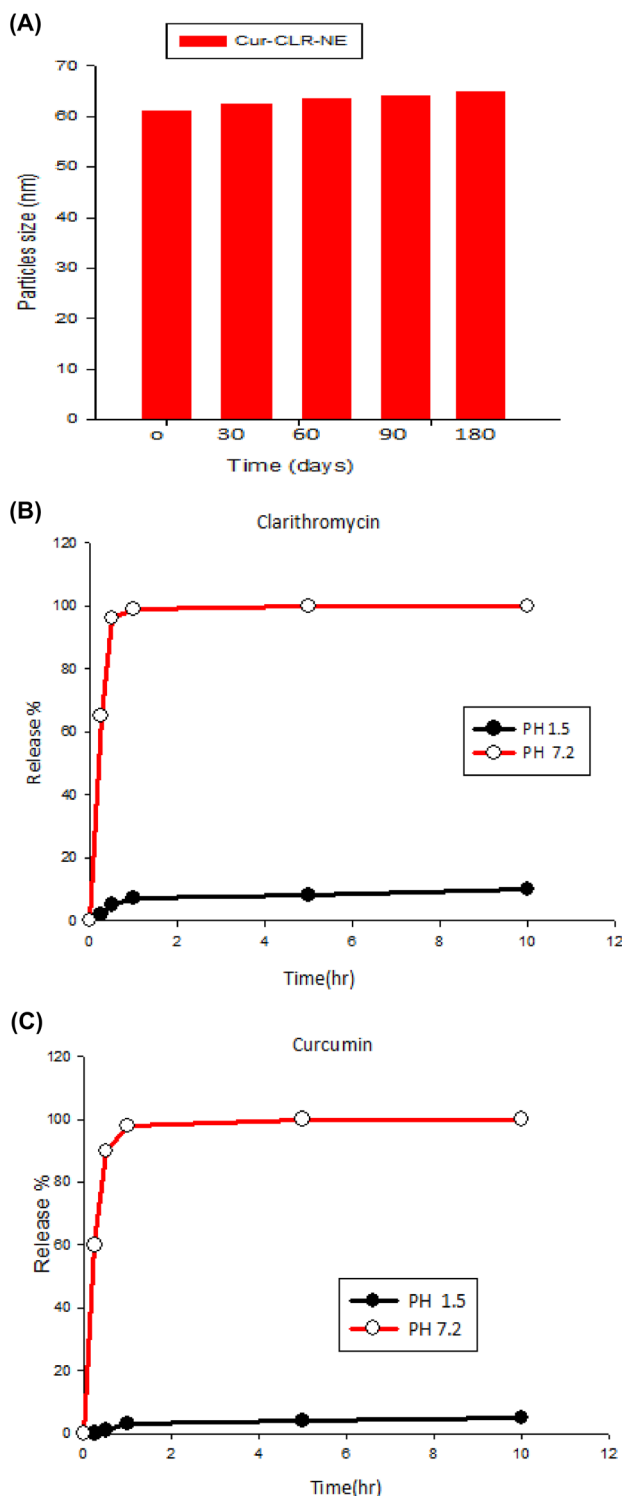 (A)
Cur-CLR-NE
70
60
50
40
30
20
10
0
Particles size (nm)
o 30 60 90 180
Time (days)
(B)
Clarithromycin
120
100
80
60
40
20
0
Release %
PH 1.5
PH 7.2
0 2 4 6 8 10 12
Time(hr)
(C)
Curcumin
120
100
80
60
40
20
0
Release %
PH 1.5
PH 7.2
0 2 4 6 8 10 12
Time(hr)